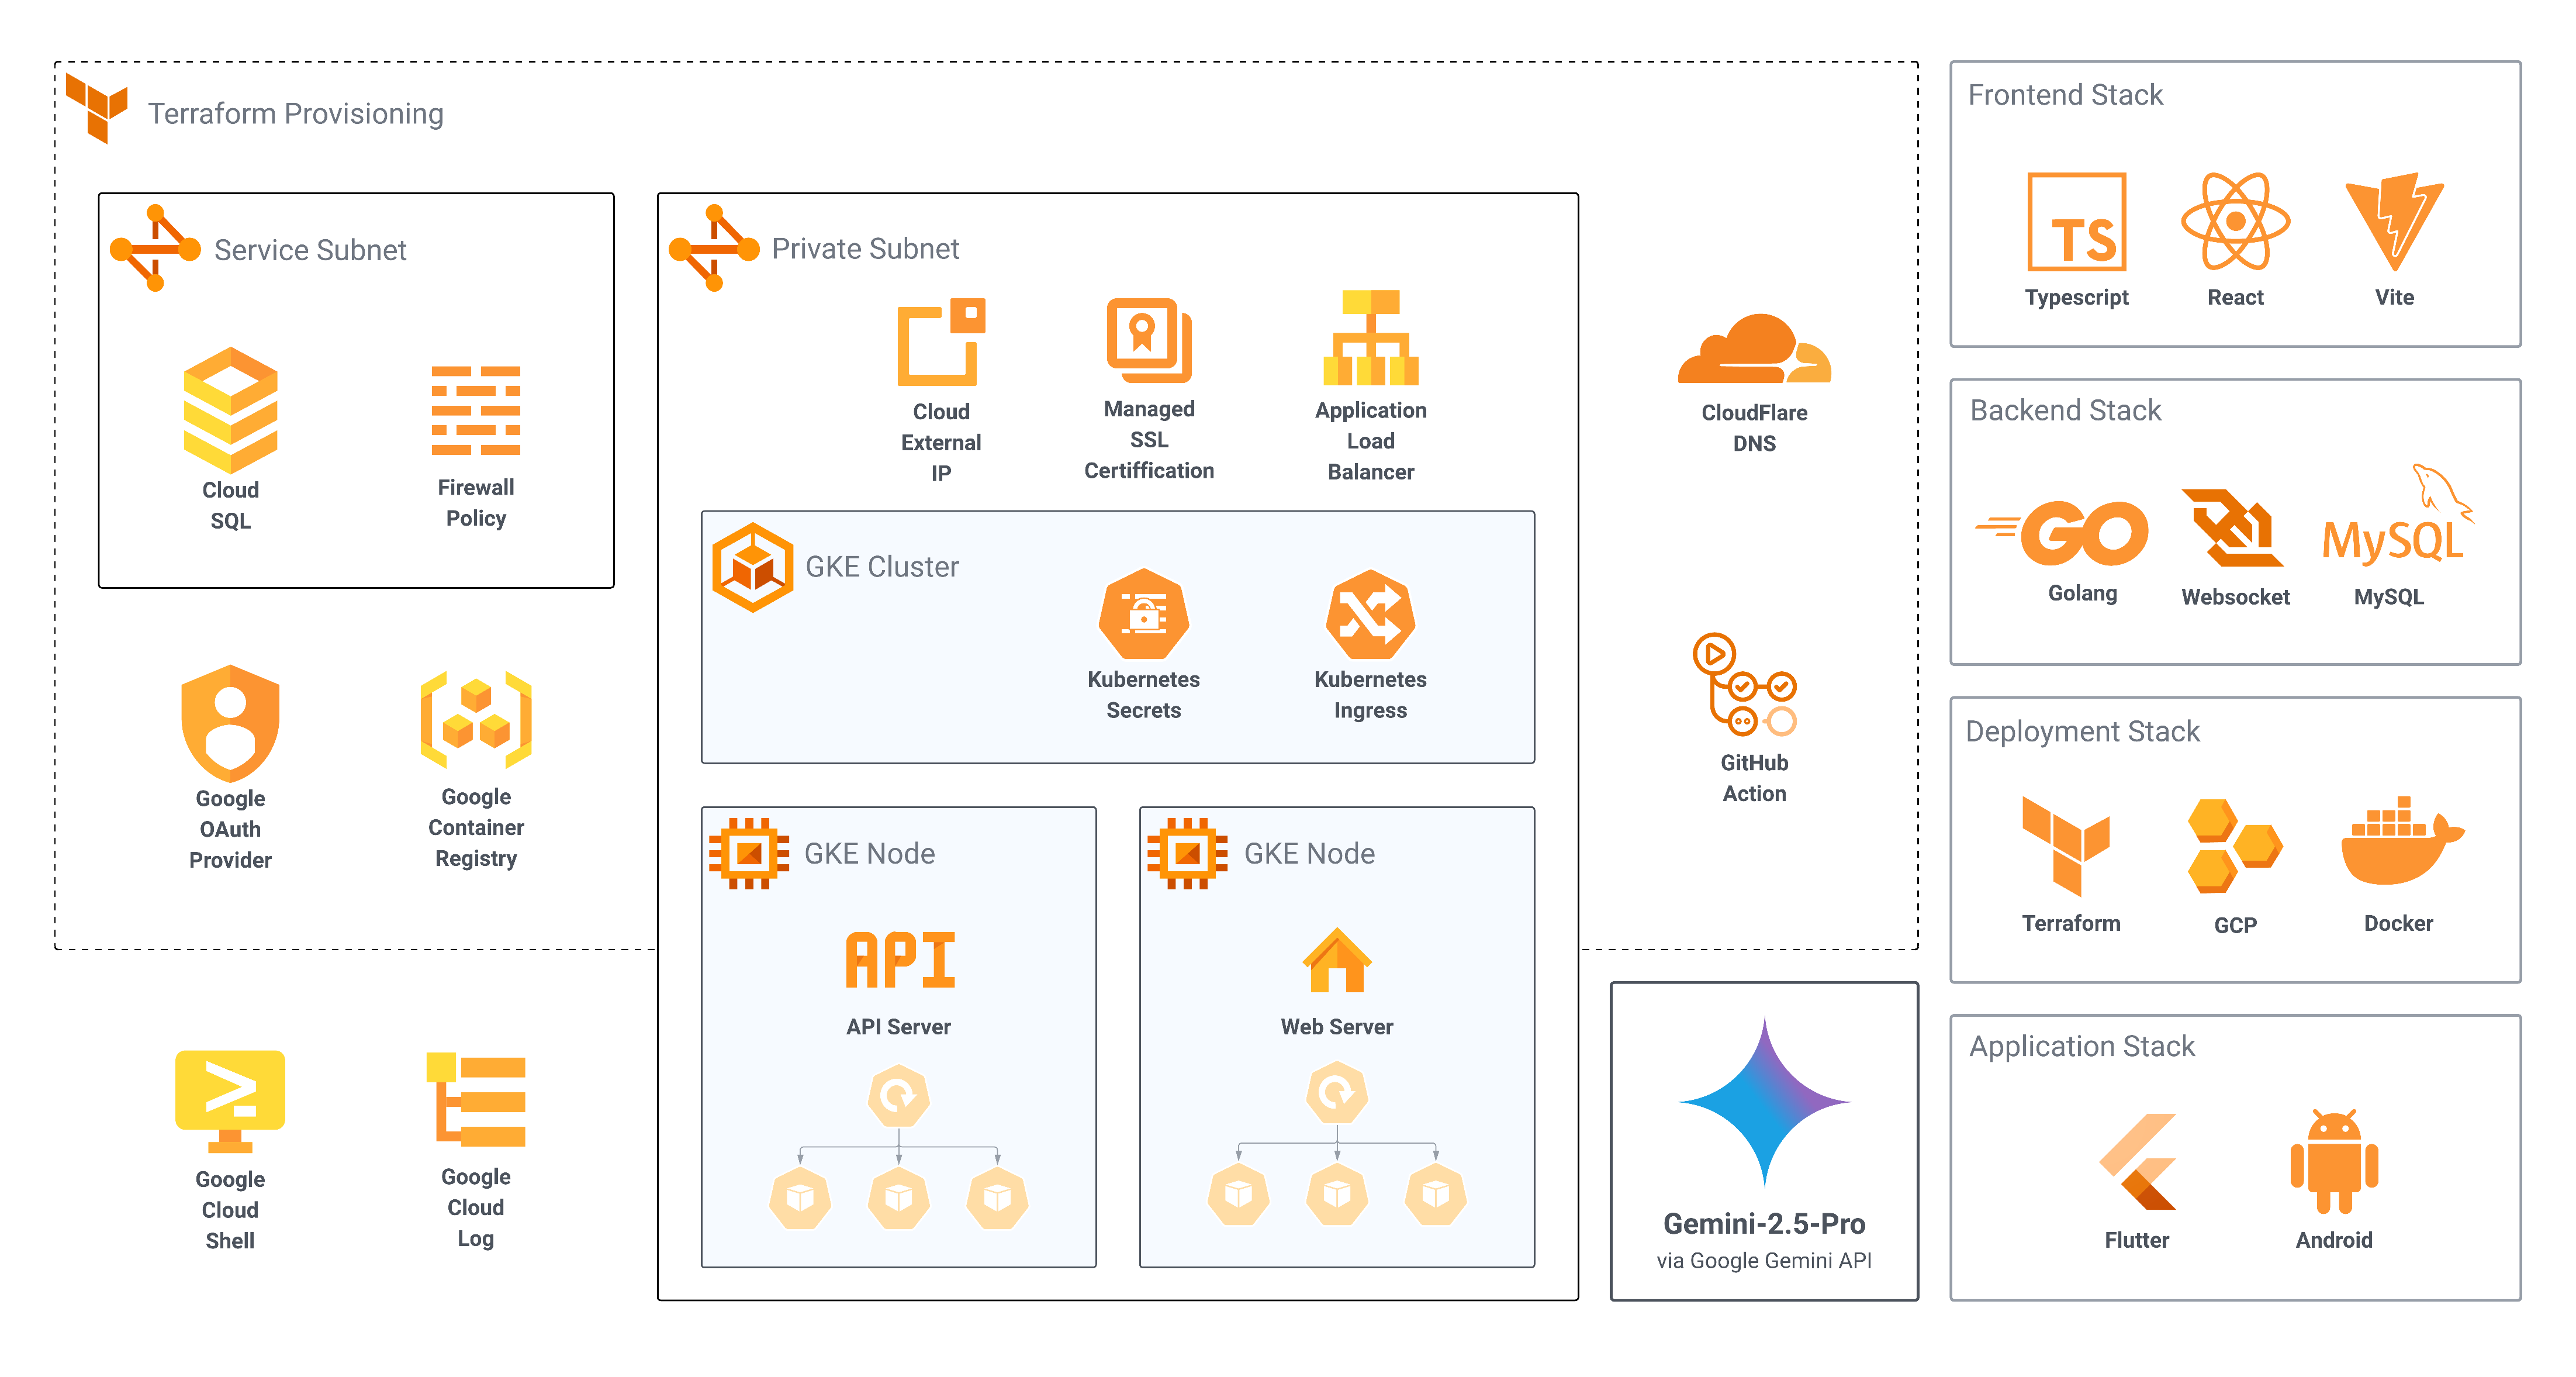 Terraform Provisioning
Service Subnet
Cloud
SQL
Firewall
Policy
Google
OAuth
Provider
Google
Container
Registry
Google
Cloud
Shell
Google
Cloud
Log
Private Subnet
Cloud
External
IP
Managed
SSL
Certiffication
Application
Load
Balancer
GKE Cluster
Kubernetes
Secrets
Kubernetes
Ingress
GKE Node
API
API Server
GKE Node
Web Server
CloudFlare
DNS
GitHub
Action
Gemini-2.5-Pro
via Google Gemini API
Frontend Stack
TS
Typescript
React
Vite
Backend Stack
GO
Golang
Websocket
MySQL
MySQL
Deployment Stack
Terraform
GCP
Docker
Application Stack
Flutter
Android